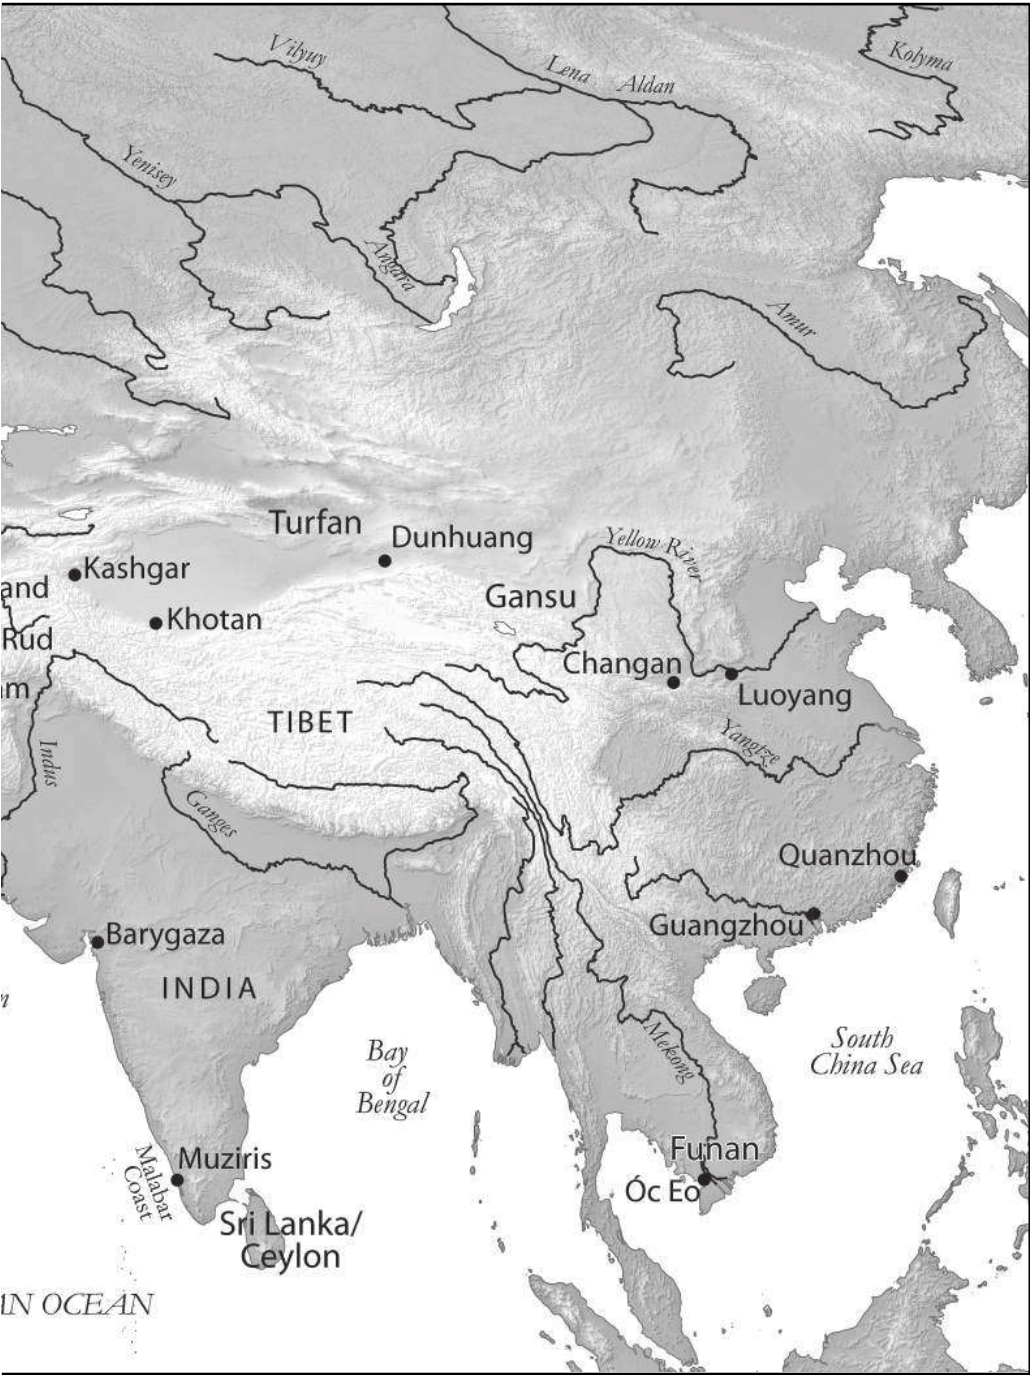 Vilyuy
Lena
Aldan
Kolyma
Yenisey
Angara
Amur
Turfan
Dunhuang
Yellow River
Kashgar
and
Gansu
Khotan
Rud
Changan
am
Luoyang
TIBET
Yangtze
Indus
Ganges
Quanzhou
Guangzhou
Barygaza
INDIA
n
Bay
of
Bengal
South
China Sea
Mekong
Funan
Malabar
Coast
Muziris
Óc Eo
Sri Lanka/
Ceylon
AN OCEAN